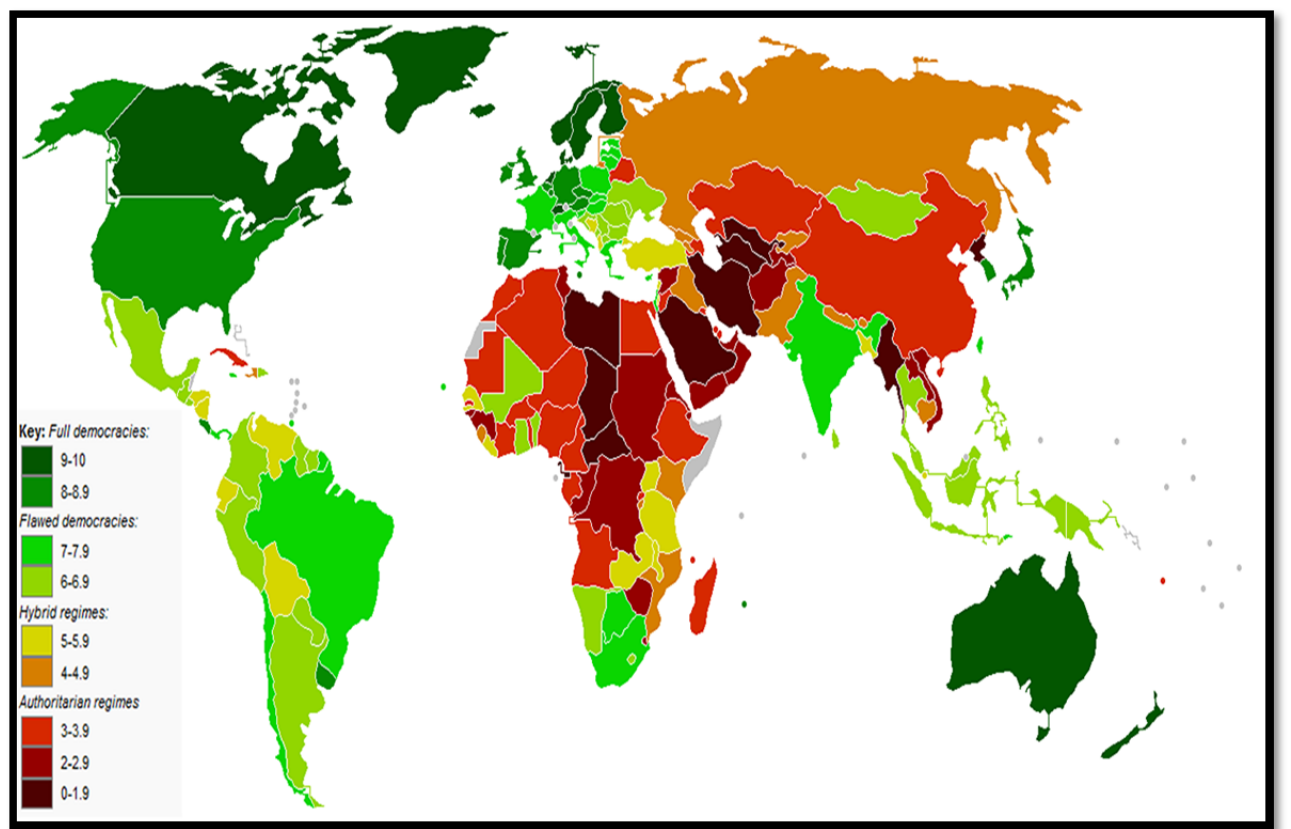 Key: Full democracies:
9-10
8-8.9
Flawed democracies:
7-7.9
6-6.9
Hybrid regimes:
5-5.9
4-4.9
Authoritarian regimes
3-3.9
2-2.9
0-1.9